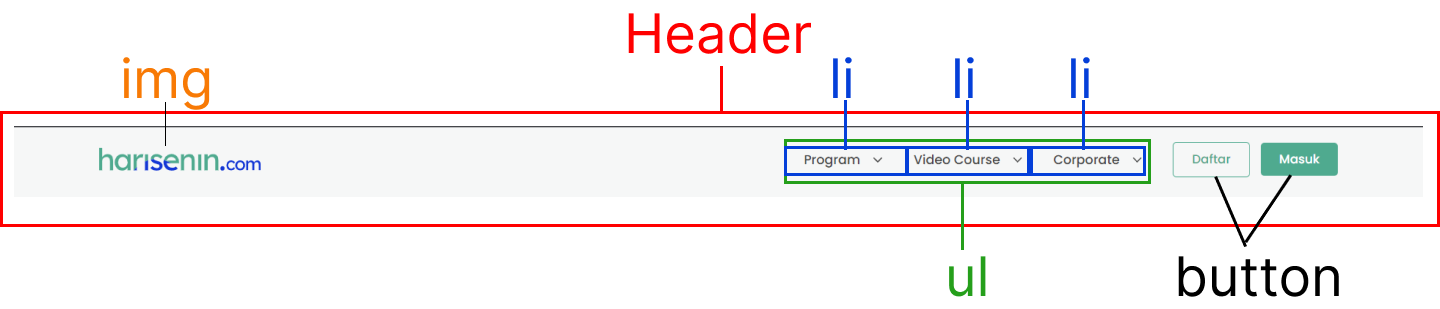 Header
img
li
li
li
harisenin.com
Program
Video Course
Corporate
Daftar
Masuk
ul
button